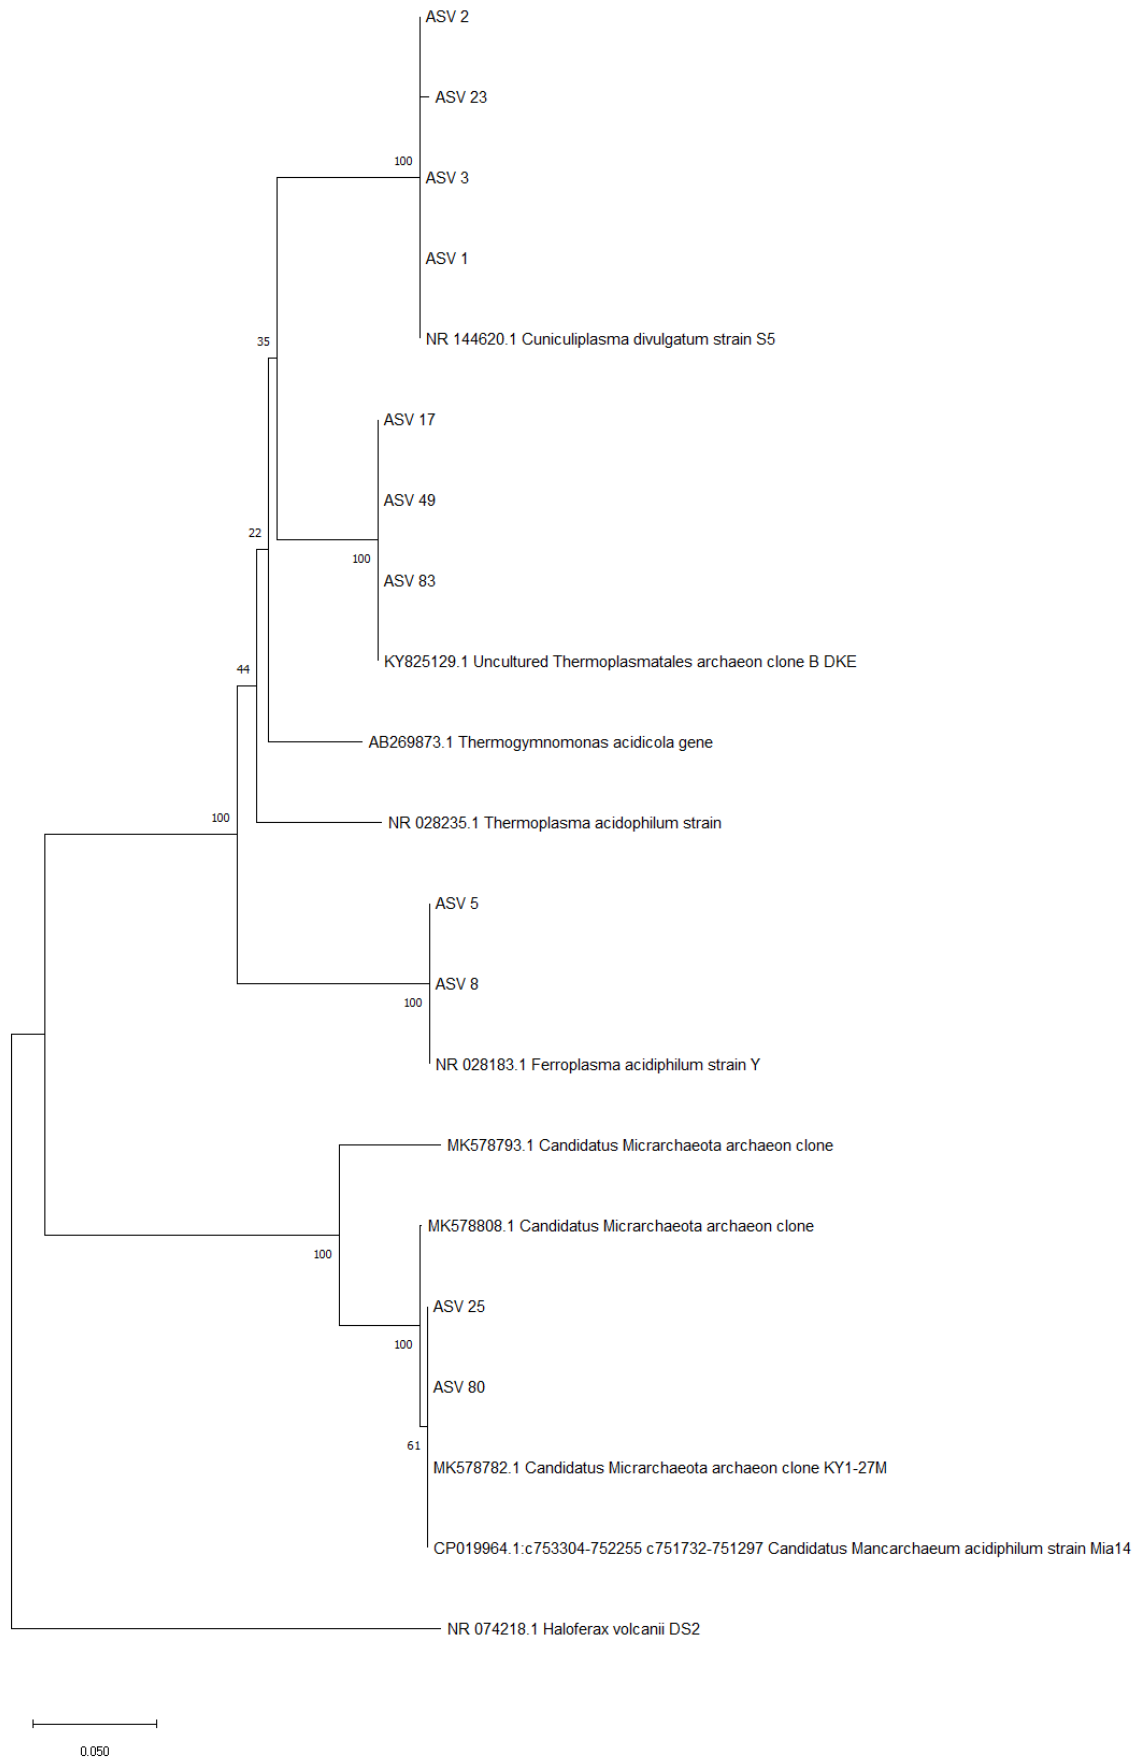 ASV 2
ASV 23
100
ASV 3
ASV 1
NR 144620.1 Cuniculiplasma divulgatum strain S5
35
ASV 17
ASV 49
22
100
ASV 83
KY825129.1 Uncultured Thermoplasmatales archaeon clone B DKE
44
AB269873.1 Thermogymnomonas acidicola gene
100
NR 028235.1 Thermoplasma acidophilum strain
ASV 5
ASV 8
100
NR 028183.1 Ferroplasma acidiphilum strain Y
MK578793.1 Candidatus Micrarchaeota archaeon clone
MK578808.1 Candidatus Micrarchaeota archaeon clone
100
ASV 25
100
ASV 80
61
MK578782.1 Candidatus Micrarchaeota archaeon clone KY1-27M
CP019964.1:c753304-752255 c751732-751297 Candidatus Mancarchaeum acidiphilum strain Mia14
NR 074218.1 Haloferax volcanii DS2
0.050